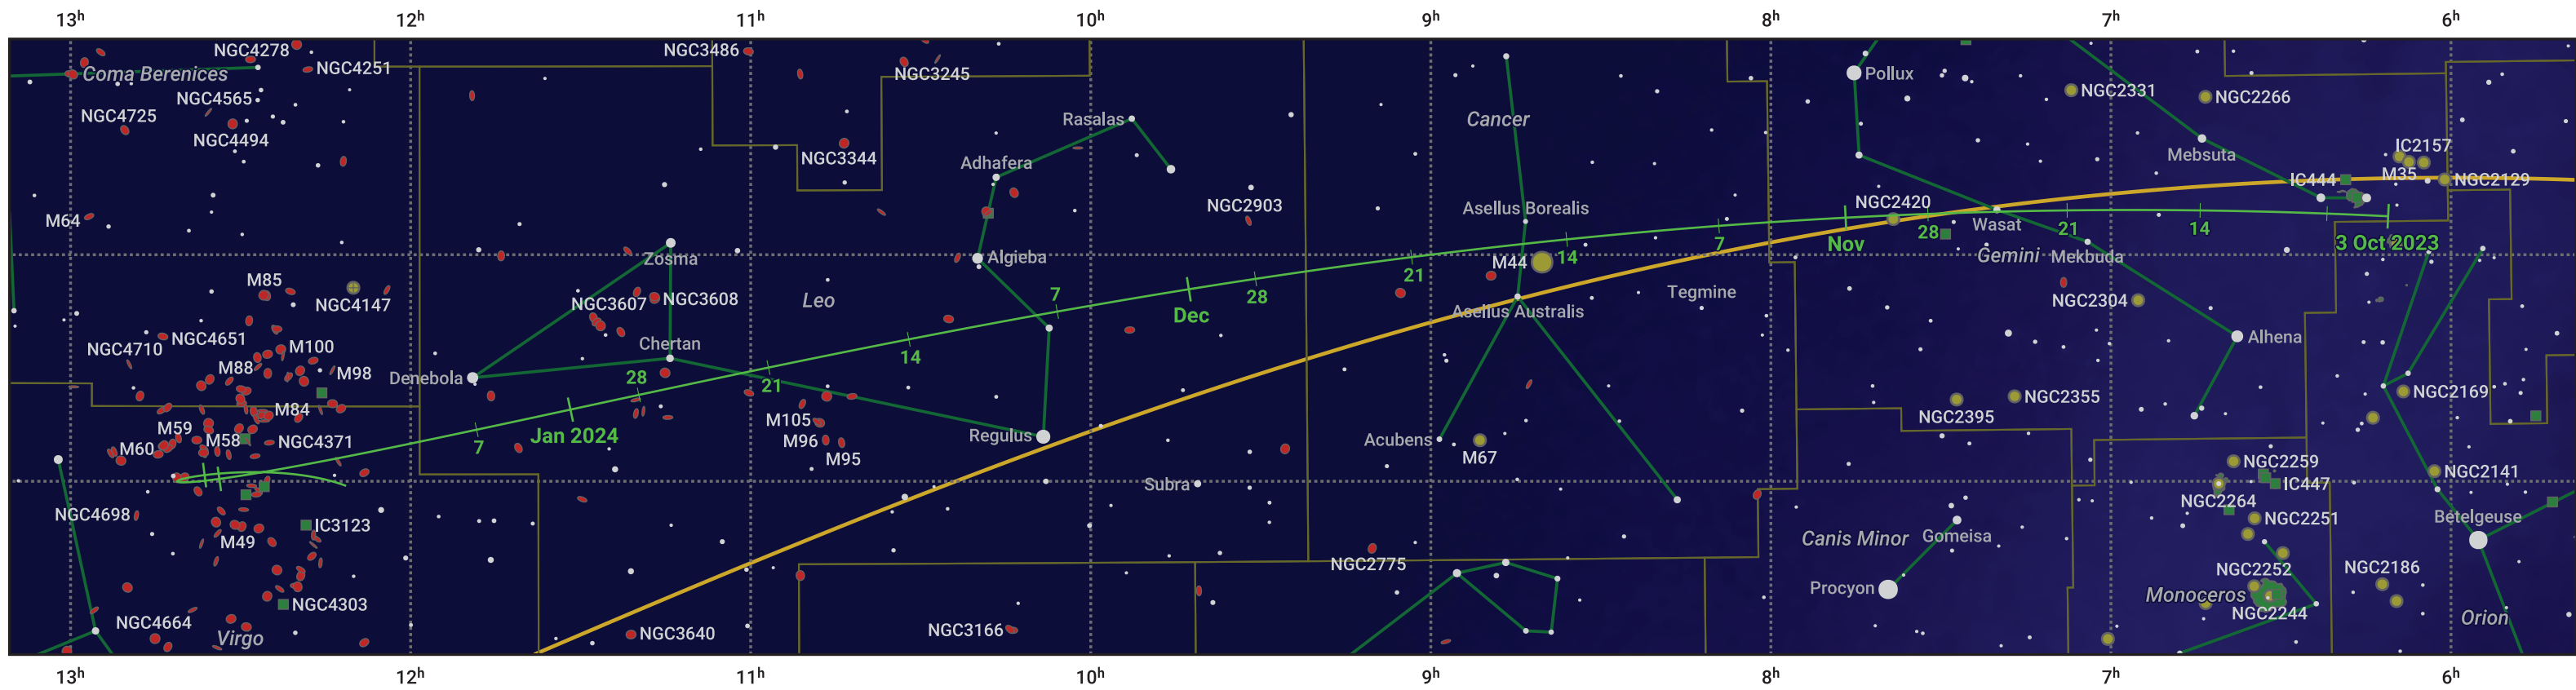 13h 12h 11h 10h 9h 8h 7h 6h
NGC4278
NGC3486
NGC4251
Coma Berenices
NGC3245
Pollux
NGC2331
NGC2266
NGC4565
NGC4725
Rasalas
Cancer
NGC4494
IC2157
NGC3344
Adhafera
Mebsuta
M35
IC444
NGC2129
M64
NGC2903
Asellus Borealis
NGC2420
Wasat
28
21
14
Nov
7
3 Oct 2023
Zosma
Algieba
M44
14
Gemini
Mekbuda
21
M85
28
NGC4147
NGC3607
NGC3608
Leo
7
Dec
Tegmine
NGC2304
Asellus Australis
NGC4651
Alhena
NGC4710
M100
Chertan
14
M88
M98
Denebola
28
21
NGC2169
NGC2355
NGC2395
M84
M105
M59
M58
NGC4371
7
Jan 2024
Regulus
Acubens
M60
M96
M95
M67
NGC2259
NGC2141
Subra
IC447
NGC2264
NGC4698
IC3123
NGC2251
Betelgeuse
M49
Canis Minor
Gomeisa
NGC2775
NGC2252
NGC2186
Procyon
Monoceros
NGC4303
NGC2244
NGC4664
Virgo
NGC3640
NGC3166
Orion
13h 12h 11h 10h 9h 8h 7h 6h